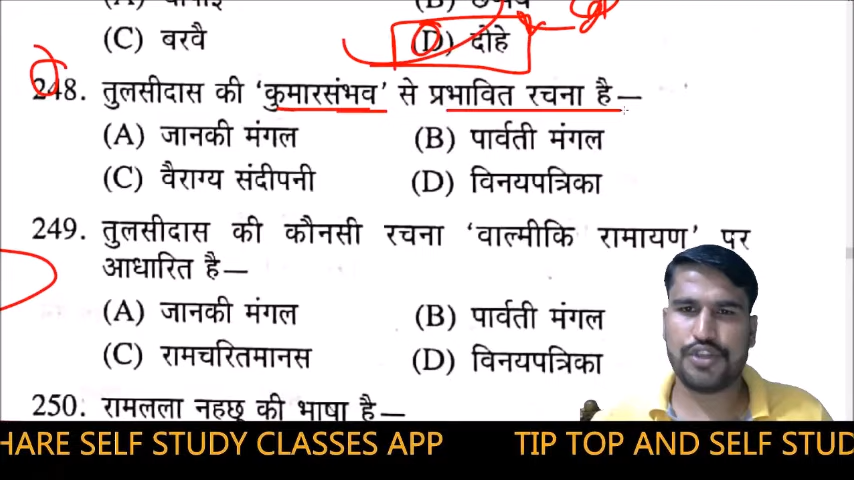 (C) बरवै (D) दोहे
248. तुलसीदास की ‘कुमारसंभव’ से प्रभावित रचना है—
(A) जानकी मंगल (B) पार्वती मंगल
(C) वैराग्य संदीपनी (D) विनयपत्रिका
249. तुलसीदास की कौनसी रचना ‘वाल्मीकि रामायण’ पर
आधारित है—
(A) जानकी मंगल (B) पार्वती मंगल
(C) रामचरितमानस (D) विनयपत्रिका
250. रामलला नहछू की भाषा है—
HARE SELF STUDY CLASSES APP TIP TOP AND SELF STUD